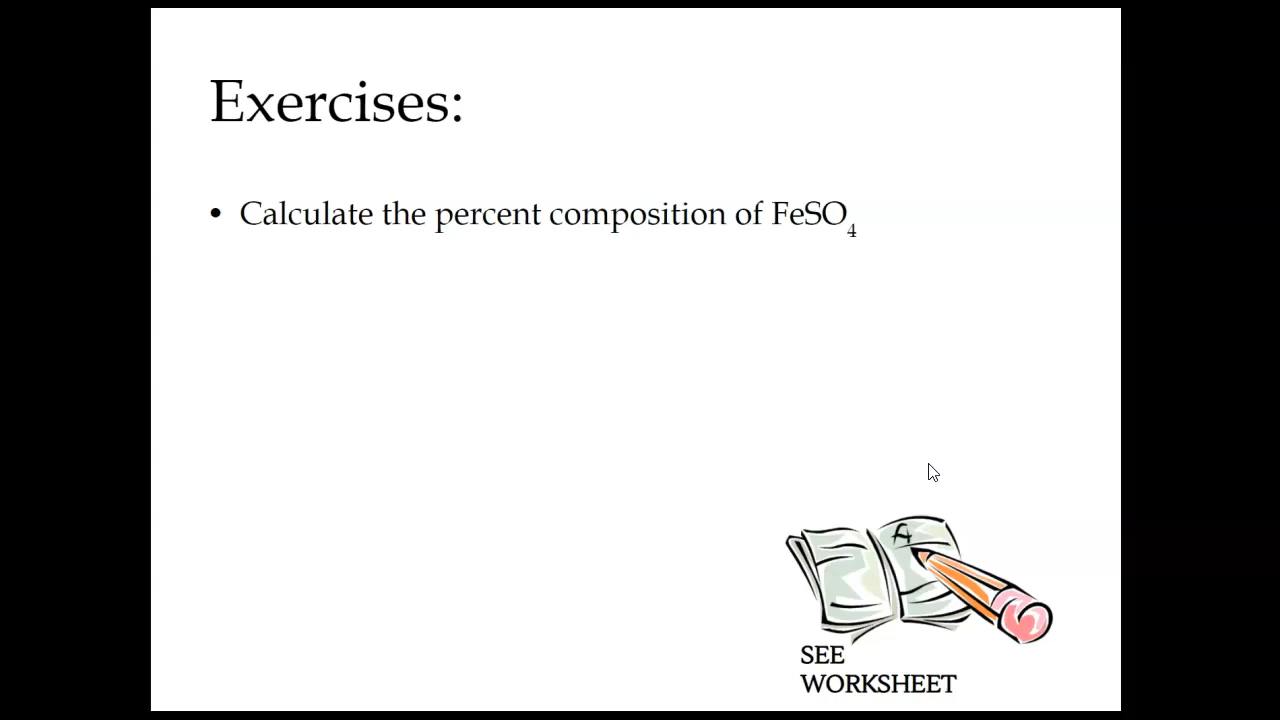 Exercises:
• Calculate the percent composition of FeSO₄
A
SEE
WORKSHEET